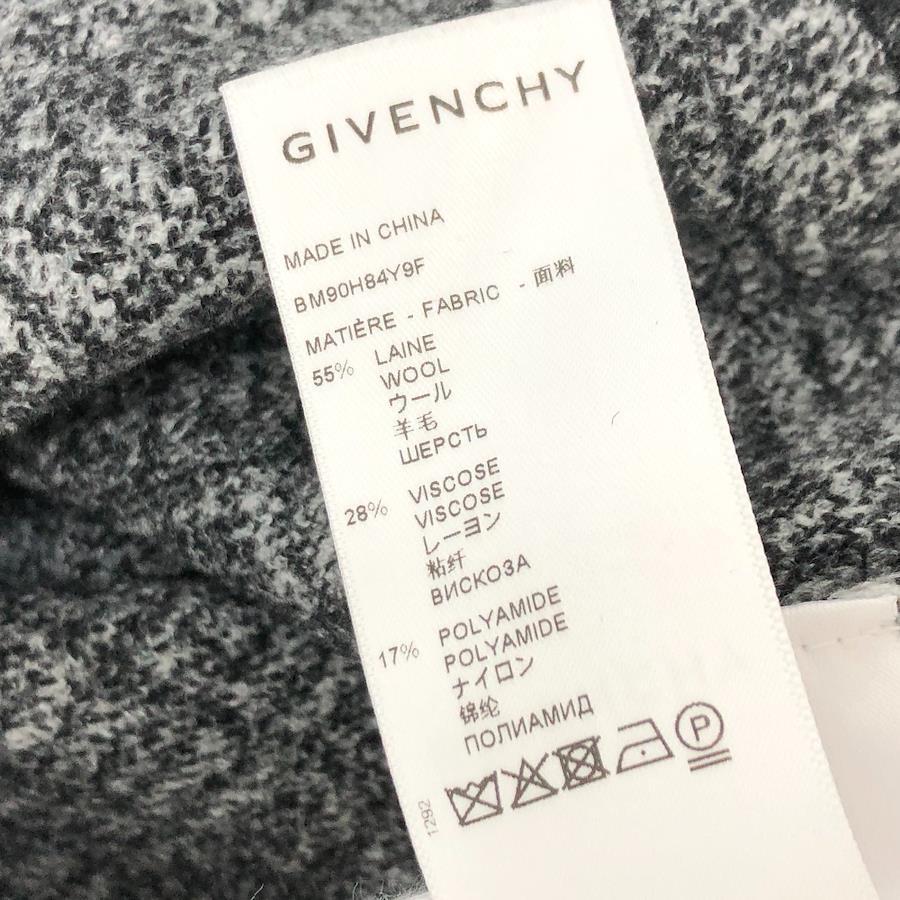 GIVENCHY
MADE IN CHINA
BM90H84Y9F
MATIÈRE - FABRIC - 面料
55% LAINE
WOOL
ウール
羊毛
ШЕРСТЬ
28% VISCOSE
VISCOSE
レーヨン
粘纤
ВИСКОЗА
17% POLYAMIDE
POLYAMIDE
ナイロン
锦纶
ПОЛИАМИД
P
1292